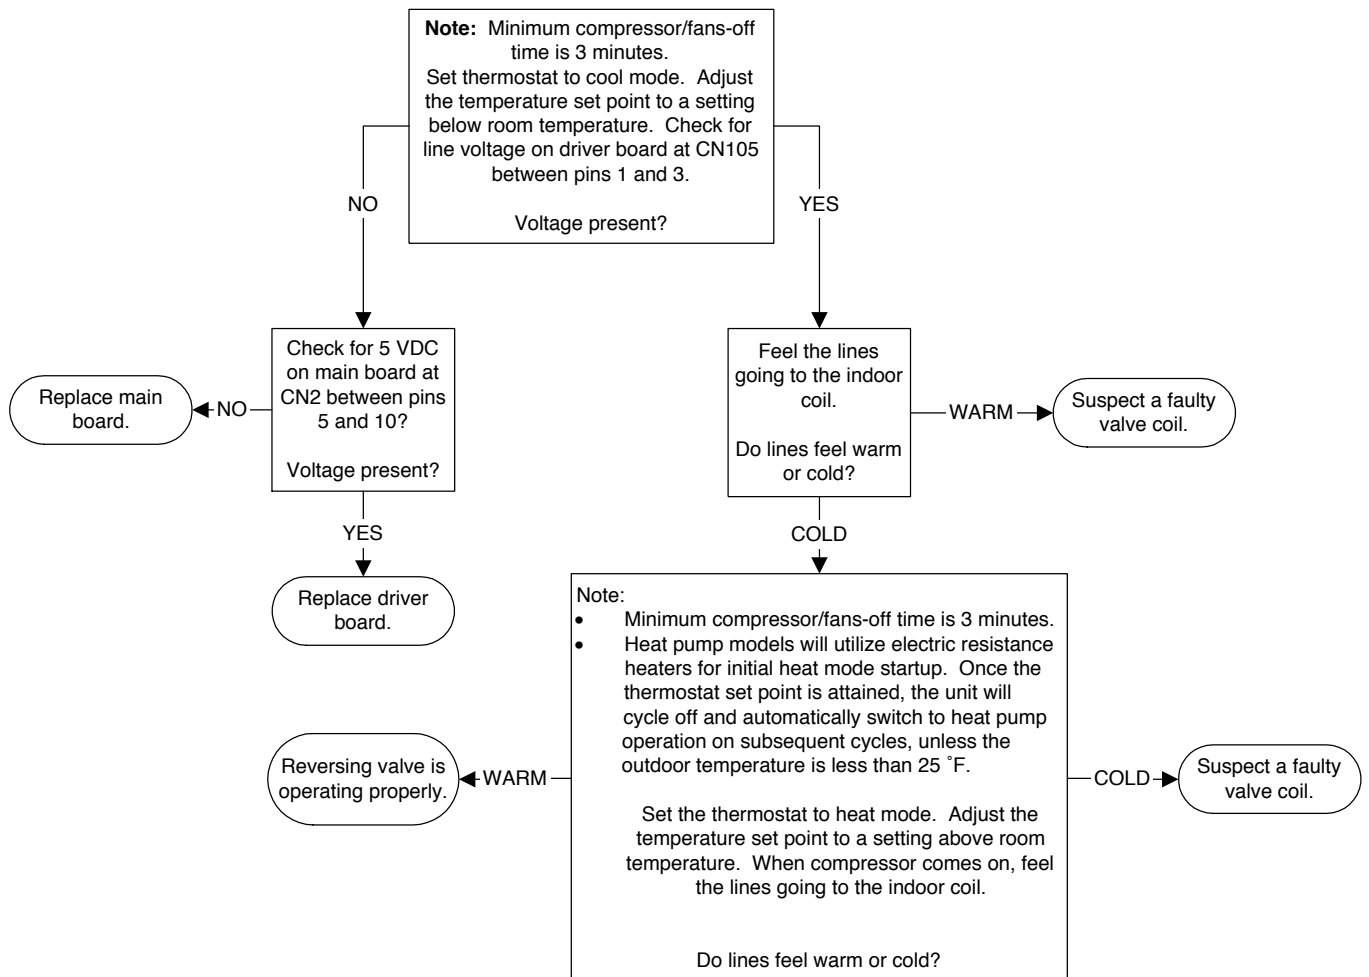 Note: Minimum compressor/fans-off
time is 3 minutes.
Set thermostat to cool mode. Adjust
the temperature set point to a setting
below room temperature. Check for
line voltage on driver board at CN105
between pins 1 and 3.
Voltage present?
NO
YES
Check for 5 VDC
on main board at
CN2 between pins
5 and 10?
Voltage present?
NO
Replace main
board.
YES
Replace driver
board.
Feel the lines
going to the indoor
coil.
Do lines feel warm
or cold?
WARM
Suspect a faulty
valve coil.
COLD
Note:
• Minimum compressor/fans-off time is 3 minutes.
• Heat pump models will utilize electric resistance
heaters for initial heat mode startup. Once the
thermostat set point is attained, the unit will
cycle off and automatically switch to heat pump
operation on subsequent cycles, unless the
outdoor temperature is less than 25 ˚F.
Set the thermostat to heat mode. Adjust the
temperature set point to a setting above room
temperature. When compressor comes on, feel
the lines going to the indoor coil.
Do lines feel warm or cold?
WARM
Reversing valve is
operating properly.
COLD
Suspect a faulty
valve coil.